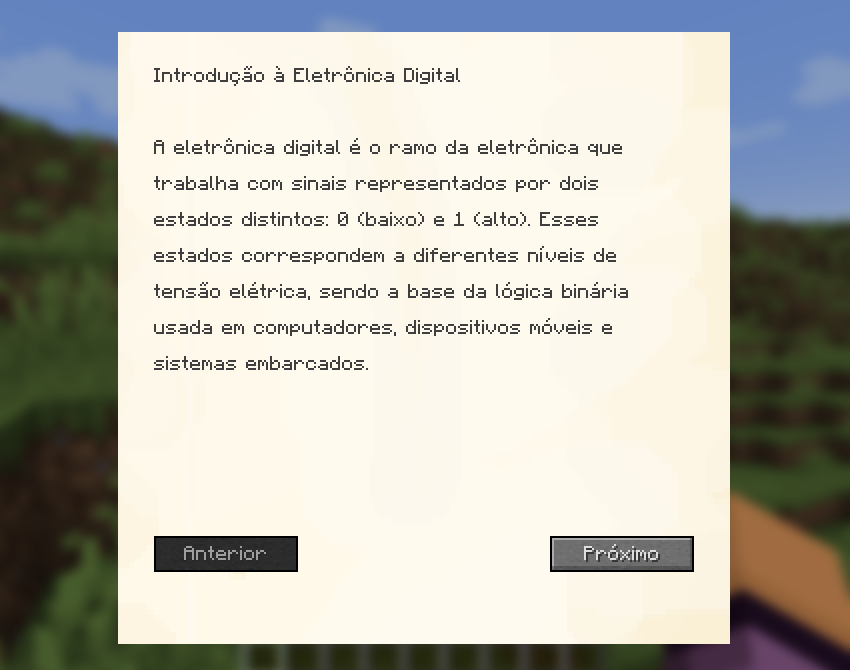 Introdução à Eletrônica Digital
A eletrônica digital é o ramo da eletrônica que
trabalha com sinais representados por dois
estados distintos: 0 (baixo) e 1 (alto). Esses
estados correspondem a diferentes níveis de
tensão elétrica, sendo a base da lógica binária
usada em computadores, dispositivos móveis e
sistemas embarcados.
Anterior
Próximo